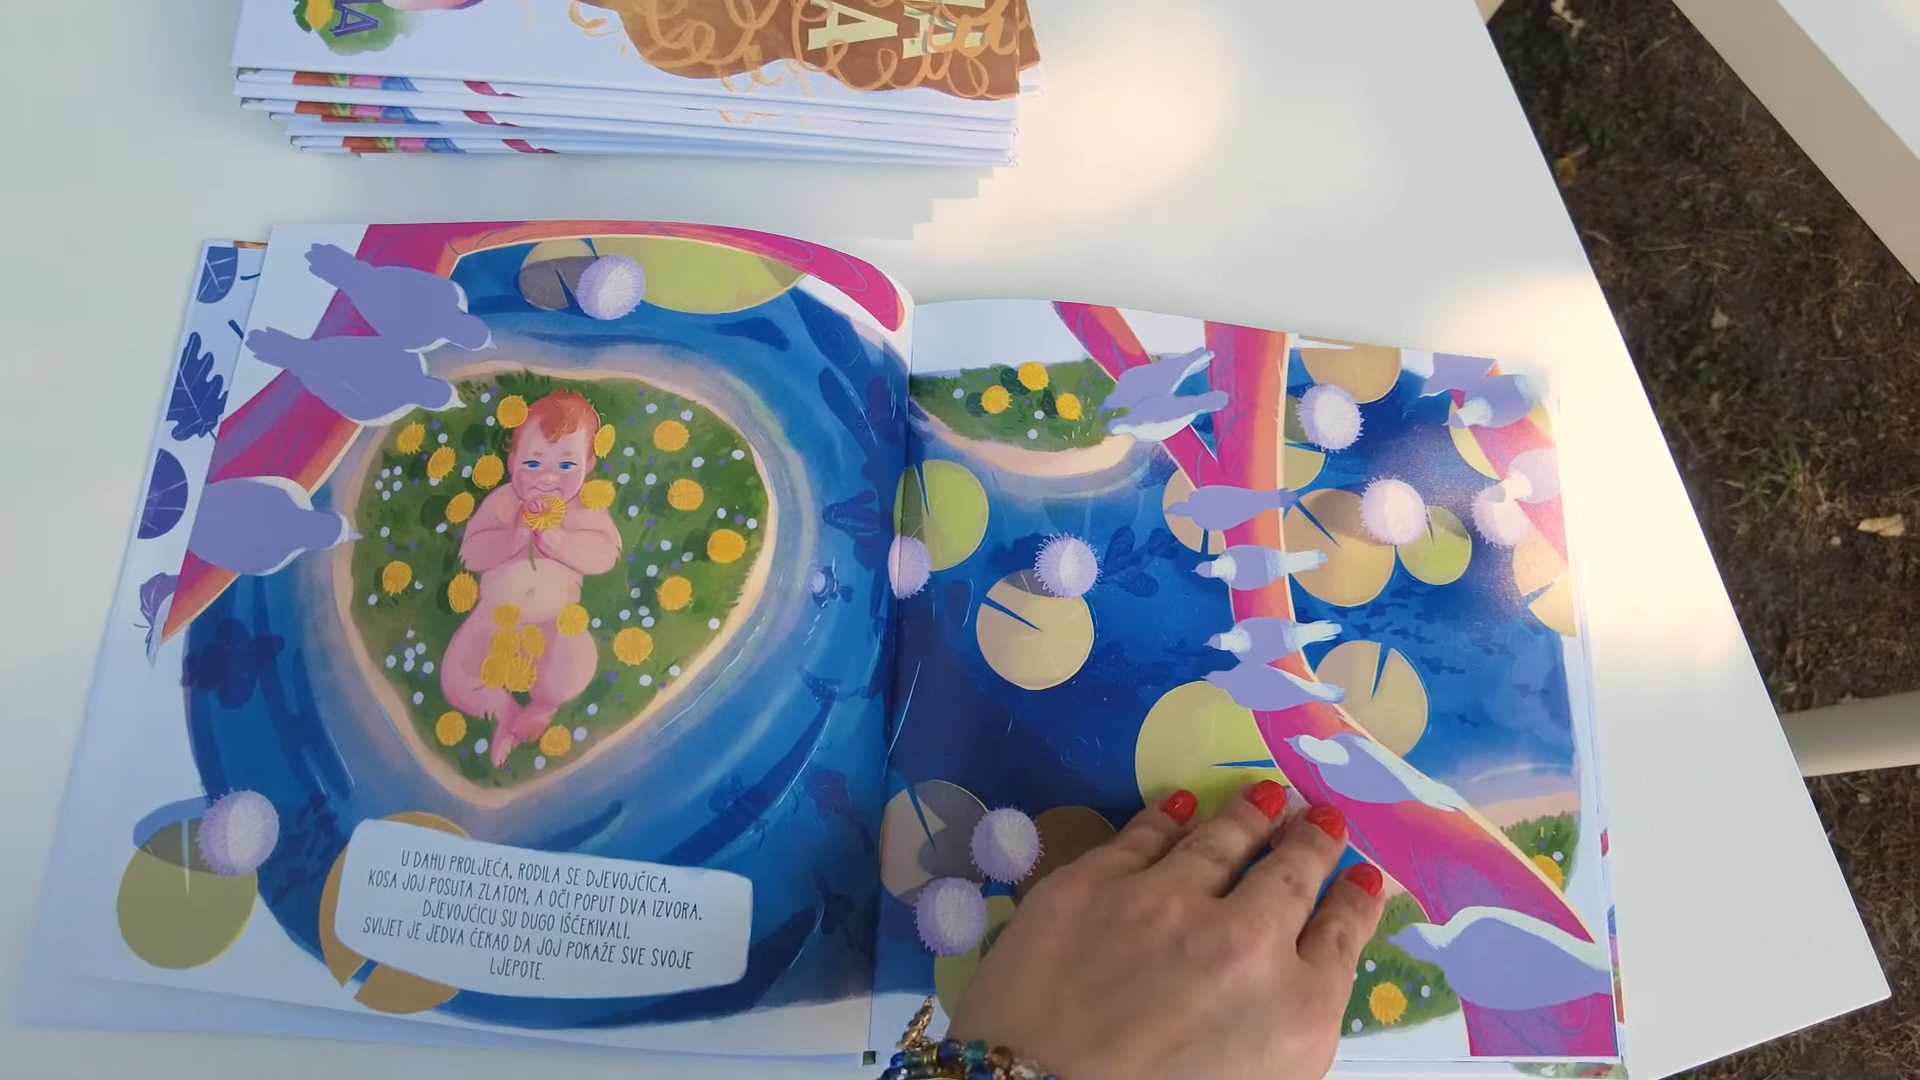 U DAHU PROLJEĆA, RODILA SE DJEVOJČICA.
KOSA JOJ POSUTA ZLATOM, A OČI POPUT DVA IZVORA.
DJEVOJČICU SU DUGO IŠČEKIVALI.
SVIJET JE JEDVA ČEKAO DA JOJ POKAŽE SVE SVOJE
LJEPOTE.